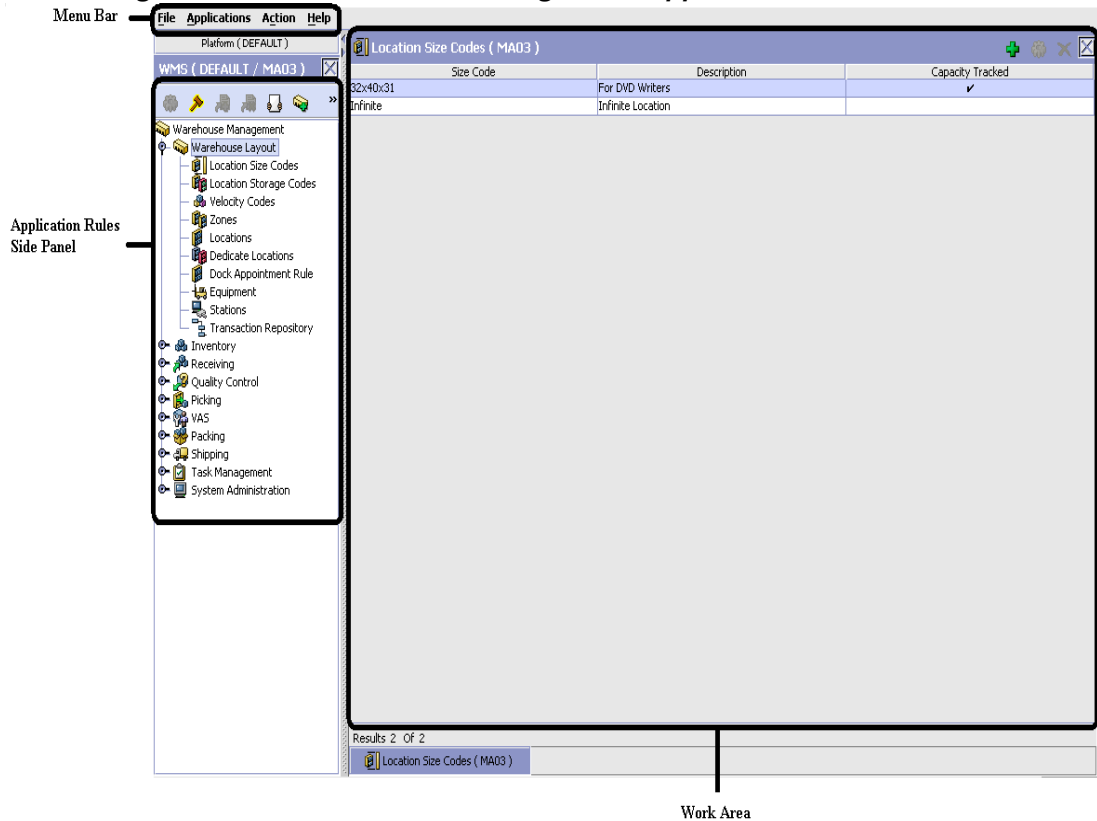 Menu Bar
File Applications Action Help
Platform ( DEFAULT )
WMS ( DEFAULT / MA03 )
»
Warehouse Management
Warehouse Layout
Location Size Codes
Location Storage Codes
Velocity Codes
Zones
Locations
Dedicate Locations
Dock Appointment Rule
Equipment
Stations
Transaction Repository
Inventory
Receiving
Quality Control
Picking
VAS
Packing
Shipping
Task Management
System Administration
Application Rules
Side Panel
Location Size Codes ( MA03 )
Size Code Description Capacity Tracked
32x40x31 For DVD Writers ✔
Infinite Infinite Location
Results 2 Of 2
Location Size Codes ( MA03 )
Work Area